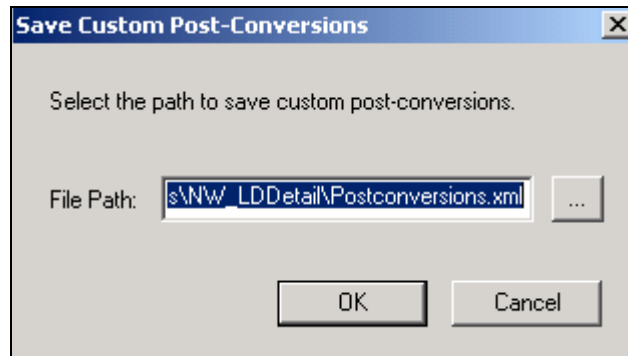 Save Custom Post-Conversions
Select the path to save custom post-conversions.
File Path: s\NW_LDDetail\Postconversions.xml ...
OK Cancel